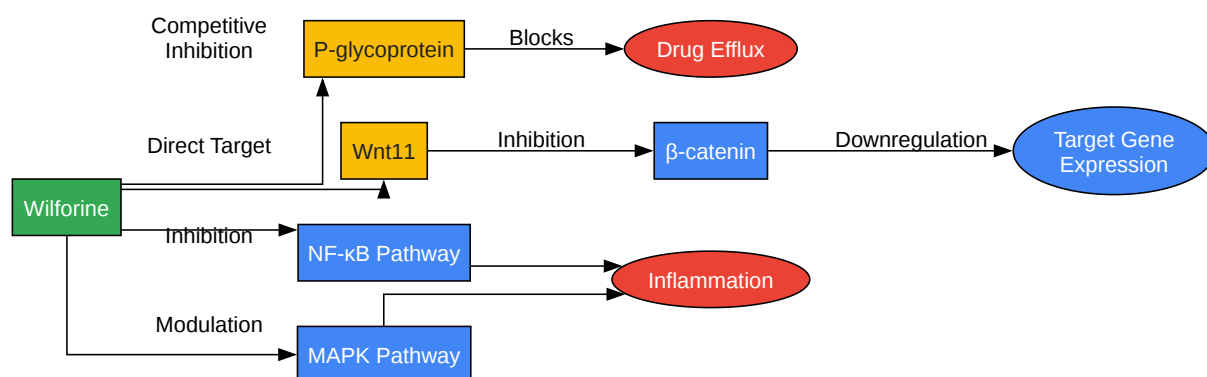 Competitive
Inhibition
P-glycoprotein
Blocks
Drug Efflux
Direct Target
Wnt11
Inhibition
β-catenin
Downregulation
Target Gene
Expression
Wilforine
Inhibition
NF-κB Pathway
Inflammation
Modulation
MAPK Pathway